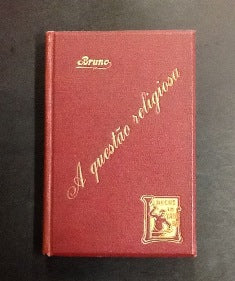 Bruno.
A questão religiosa